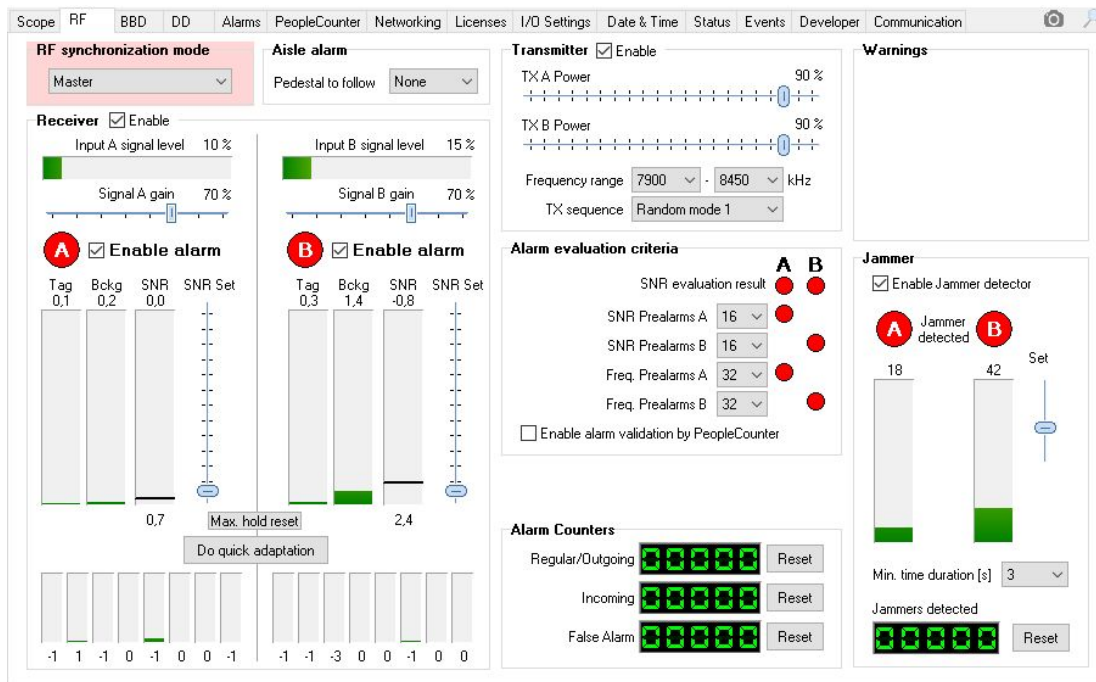 Scope RF BBD DD Alarms PeopleCounter Networking Licenses I/O Settings Date & Time Status Events Developer Communication
RF synchronization mode
Master
Aisle alarm
Pedestal to follow None
Receiver Enable
Input A signal level 10 %
Signal A gain 70 %
A Enable alarm
Tag Bckg SNR SNR Set
0,1 0,2 0,0
0,7
Input B signal level 15 %
Signal B gain 70 %
B Enable alarm
Tag Bckg SNR SNR Set
0,3 1,4 -0,8
2,4
Max. hold reset
Do quick adaptation
-1 1 -1 0 -1 0 0 -1
-1 -1 -3 0 0 -1 0 0
Transmitter Enable
TX A Power 90 %
TX B Power 90 %
Frequency range 7900 - 8450 kHz
TX sequence Random mode 1
Alarm evaluation criteria
A B
SNR evaluation result
SNR Prealarms A 16
SNR Prealarms B 16
Freq. Prealarms A 32
Freq. Prealarms B 32
Enable alarm validation by PeopleCounter
Alarm Counters
Regular/Outgoing 00000 Reset
Incoming 00000 Reset
False Alarm 00000 Reset
Warnings
Jammer
Enable Jammer detector
A Jammer detected B
18 42
Set
Min. time duration [s] 3
Jammers detected
00000 Reset